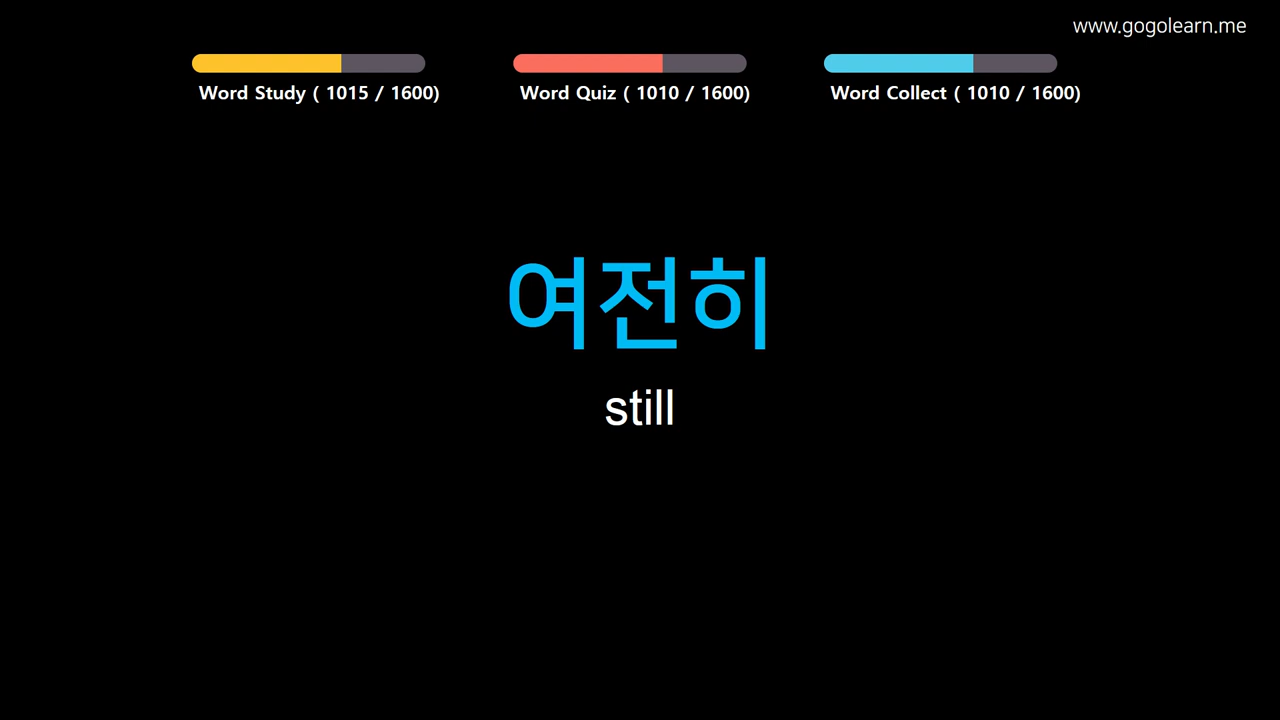 www.gogolearn.me
Word Study ( 1015 / 1600)
Word Quiz ( 1010 / 1600)
Word Collect ( 1010 / 1600)
여전히
still